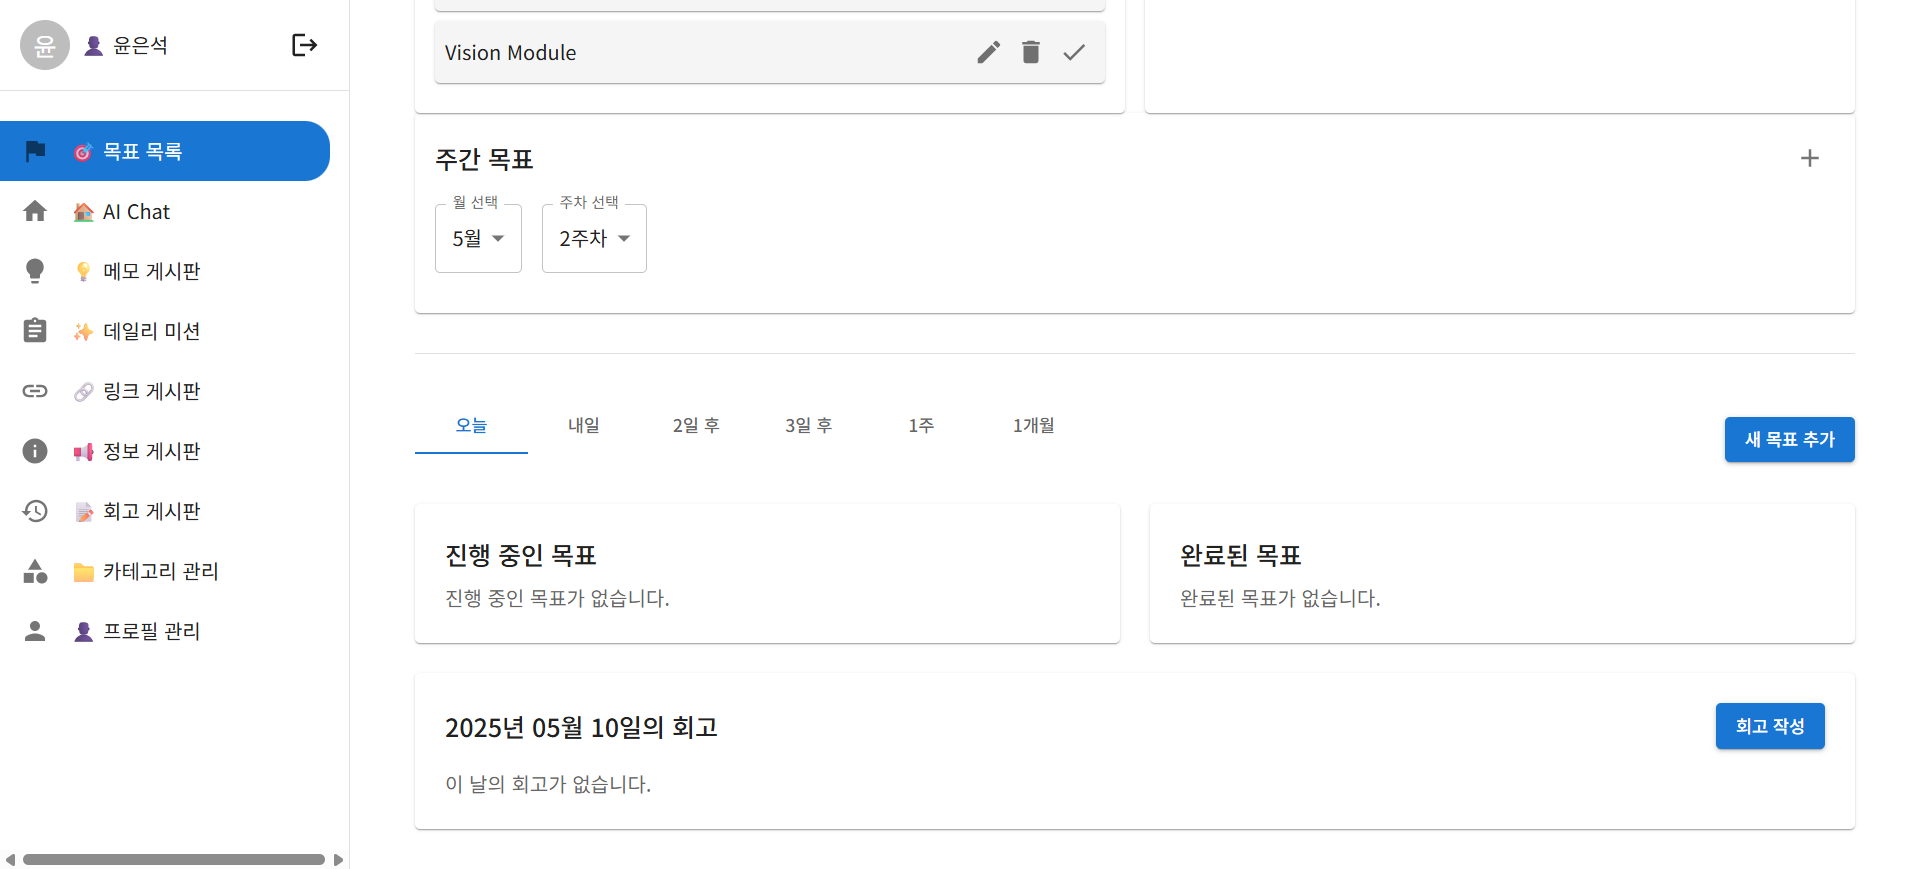 윤
윤은석
목표 목록
AI Chat
메모 게시판
데일리 미션
링크 게시판
정보 게시판
회고 게시판
카테고리 관리
프로필 관리
Vision Module
주간 목표
월 선택
5월
주차 선택
2주차
오늘
내일
2일 후
3일 후
1주
1개월
새 목표 추가
진행 중인 목표
진행 중인 목표가 없습니다.
완료된 목표
완료된 목표가 없습니다.
2025년 05월 10일의 회고
회고 작성
이 날의 회고가 없습니다.